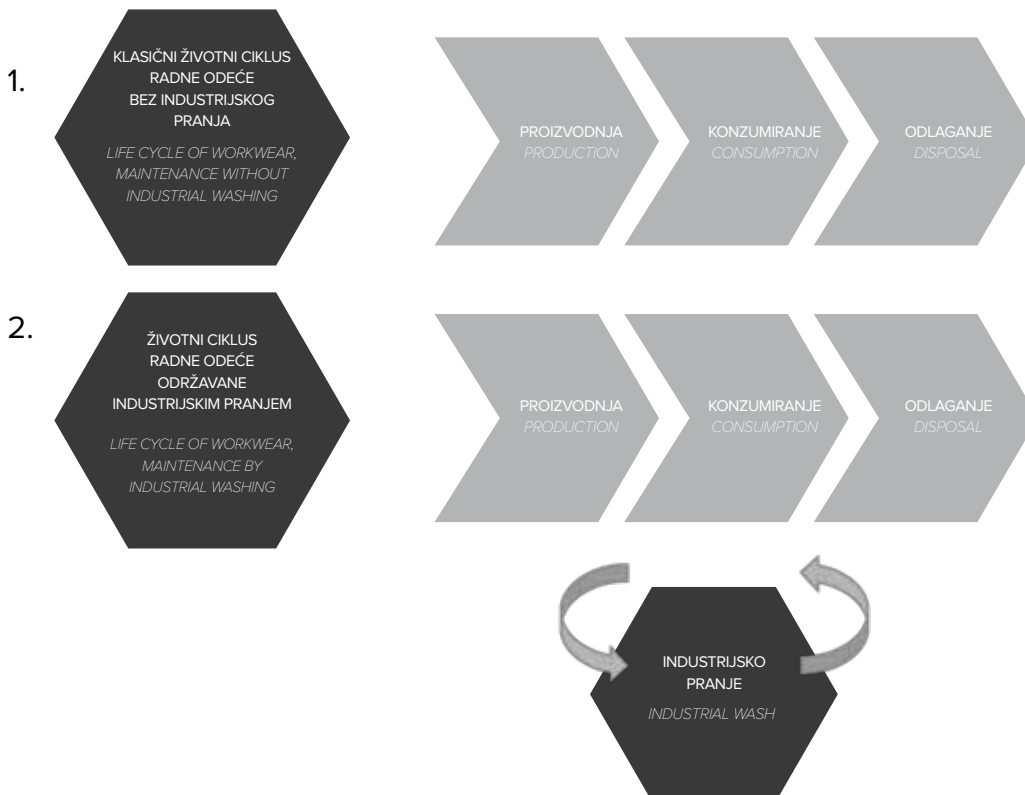 1.
KLASIČNI ŽIVOTNI CIKLUS
RADNE ODEĆE
BEZ INDUSTRIJSKOG
PRANJA
LIFE CYCLE OF WORKWEAR,
MAINTENANCE WITHOUT
INDUSTRIAL WASHING
PROIZVODNJA
PRODUCTION
KONZUMIRANJE
CONSUMPTION
ODLAGANJE
DISPOSAL
2.
ŽIVOTNI CIKLUS
RADNE ODEĆE
ODRŽAVANE
INDUSTRIJSKIM PRANJEM
LIFE CYCLE OF WORKWEAR,
MAINTENANCE BY
INDUSTRIAL WASHING
PROIZVODNJA
PRODUCTION
KONZUMIRANJE
CONSUMPTION
ODLAGANJE
DISPOSAL
INDUSTRIJSKO
PRANJE
INDUSTRIAL WASH